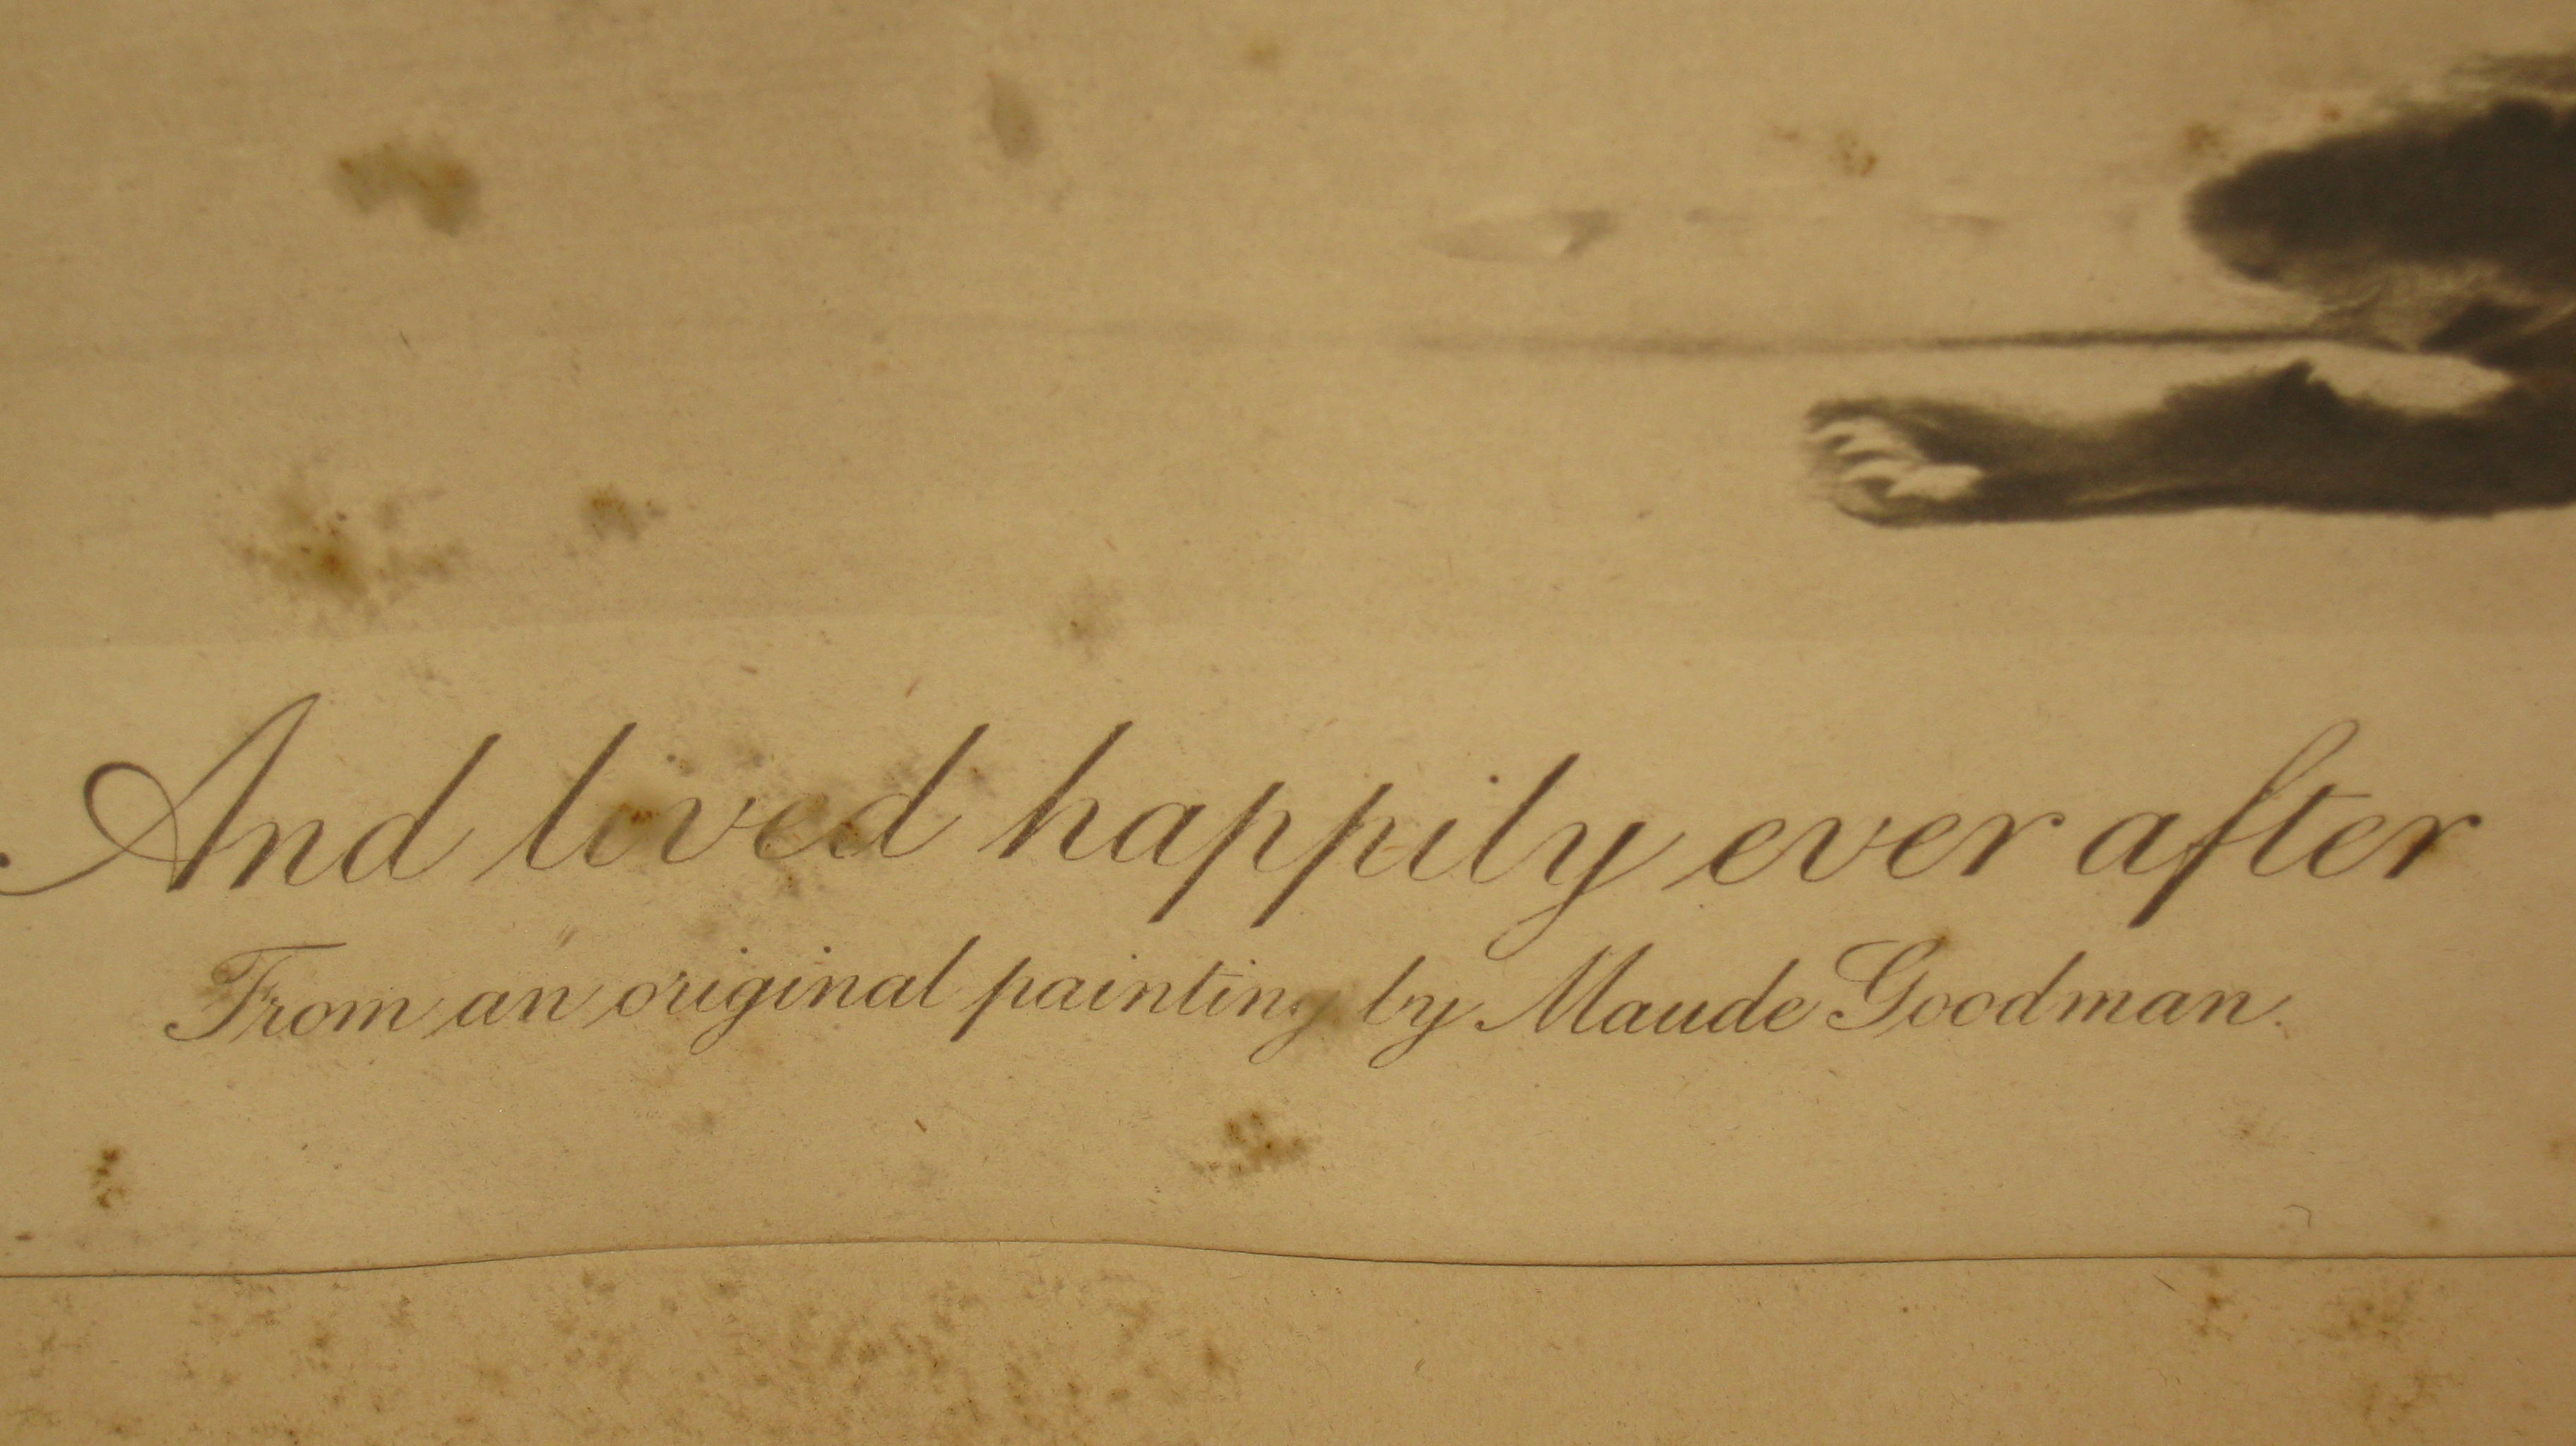 And lived happily ever after
From an original painting by Maude Goodman.